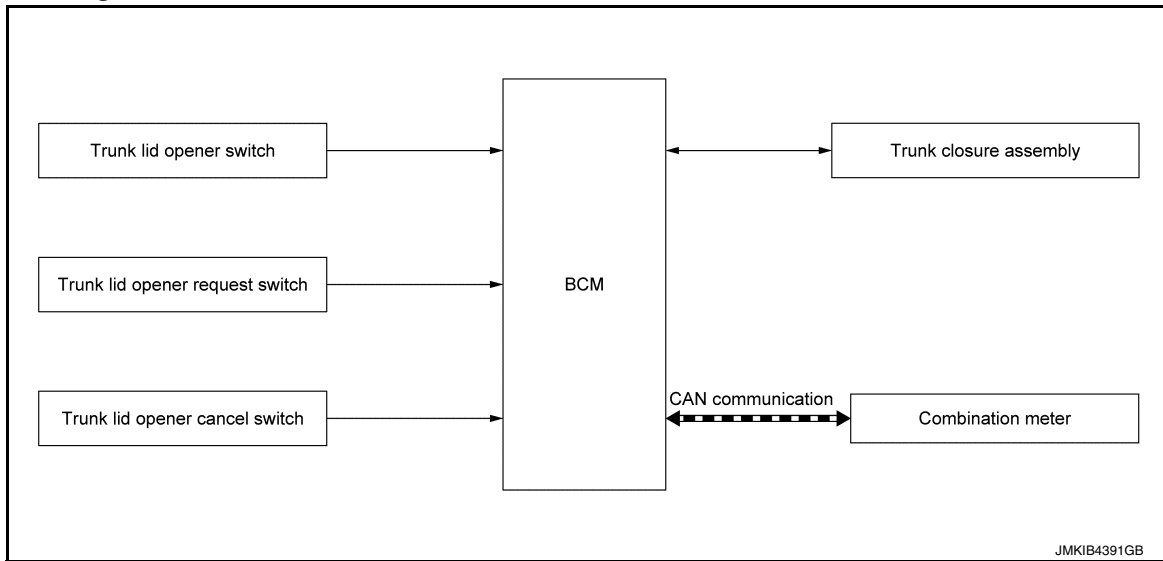 Trunk lid opener switch
Trunk lid opener request switch
Trunk lid opener cancel switch
BCM
Trunk closure assembly
CAN communication
Combination meter
JMKIB4391GB